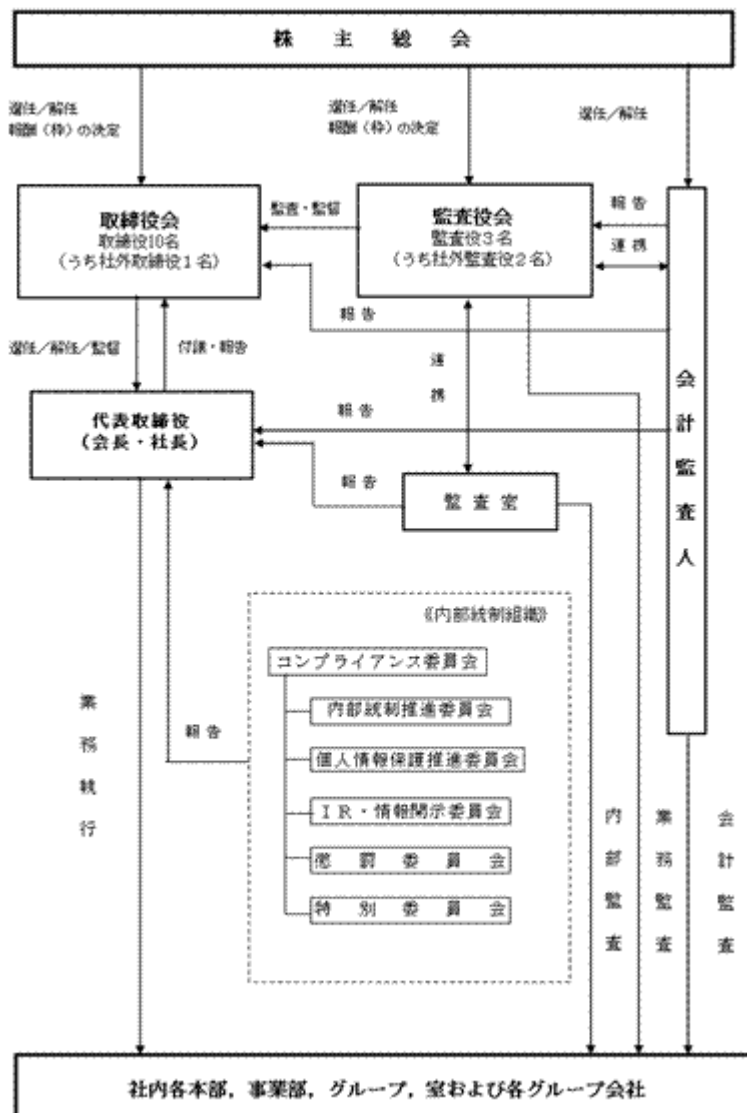 株主総会
選任/解任
報酬(枠)の決定
選任/解任
報酬(枠)の決定
選任/解任
取締役会
取締役10名
(うち社外取締役1名)
監査・監督
監査役会
監査役3名
(うち社外監査役2名)
報告
連携
報告
選任/解任/監督
付議・報告
連携
会計監査人
代表取締役
(会長・社長)
報告
報告
監査室
《内部統制組織》
コンプライアンス委員会
内部統制推進委員会
個人情報保護推進委員会
IR・情報開示委員会
懲罰委員会
特別委員会
業務執行
報告
内部監査
業務監査
会計監査
社内各本部, 事業部, グループ, 室および各グループ会社